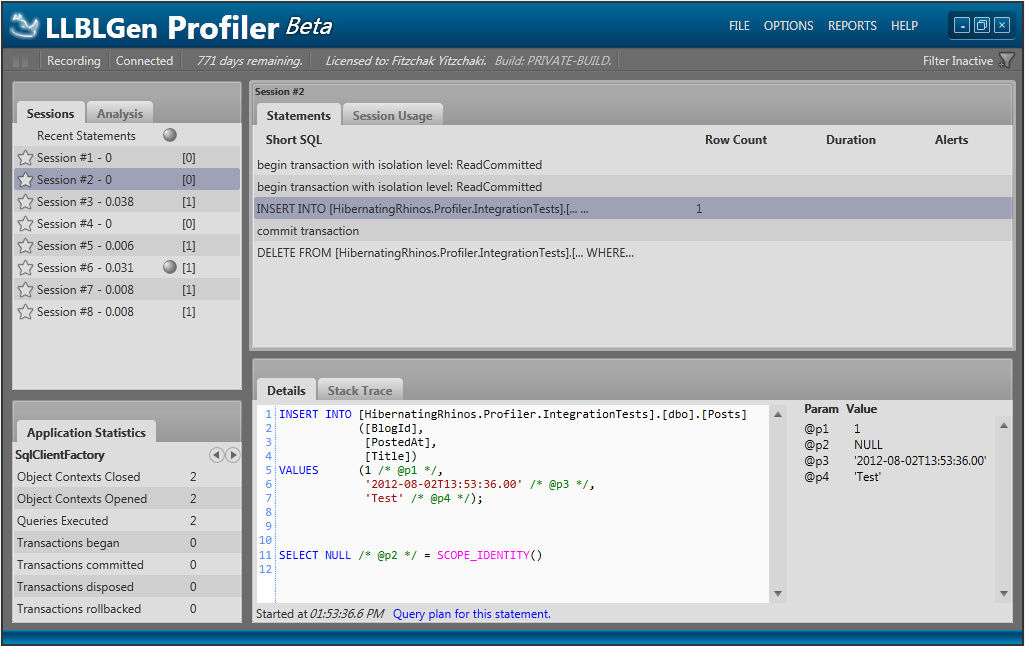 LLBLGen Profiler Beta
FILE OPTIONS REPORTS HELP
Recording Connected 771 days remaining. Licensed to: Fitzchak Yitzchaki. Build: PRIVATE-BUILD. Filter Inactive
Sessions Analysis
Recent Statements
Session #1 - 0 [0]
Session #2 - 0 [0]
Session #3 - 0.038 [1]
Session #4 - 0 [0]
Session #5 - 0.006 [1]
Session #6 - 0.031 [1]
Session #7 - 0.008 [1]
Session #8 - 0.008 [1]
Application Statistics
SqlClientFactory
Object Contexts Closed 2
Object Contexts Opened 2
Queries Executed 2
Transactions began 0
Transactions committed 0
Transactions disposed 0
Transactions rollbacked 0
Session #2
Statements Session Usage
Short SQL Row Count Duration Alerts
begin transaction with isolation level: ReadCommitted
begin transaction with isolation level: ReadCommitted
INSERT INTO [HibernatingRhinos.Profiler.IntegrationTests].[... ... 1
commit transaction
DELETE FROM [HibernatingRhinos.Profiler.IntegrationTests].[... WHERE...
Details Stack Trace
1 INSERT INTO [HibernatingRhinos.Profiler.IntegrationTests].[dbo].[Posts]
2 ([BlogId],
3 [PostedAt],
4 [Title])
5 VALUES (1 /* @p1 */,
6 '2012-08-02T13:53:36.00' /* @p3 */,
7 'Test' /* @p4 */);
8
9
10
11 SELECT NULL /* @p2 */ = SCOPE_IDENTITY()
12
Started at 01:53:36.6 PM Query plan for this statement.
Param Value
@p1 1
@p2 NULL
@p3 '2012-08-02T13:53:36.00'
@p4 'Test'